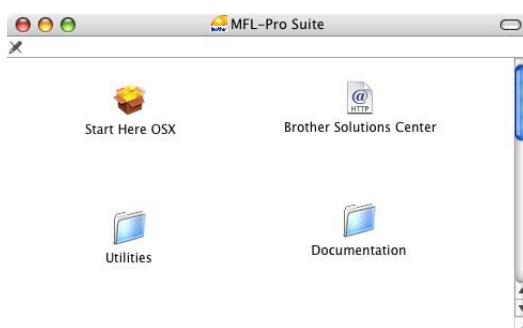 MFL-Pro Suite
Start Here OSX
@
HTTP
Brother Solutions Center
Utilities
Documentation